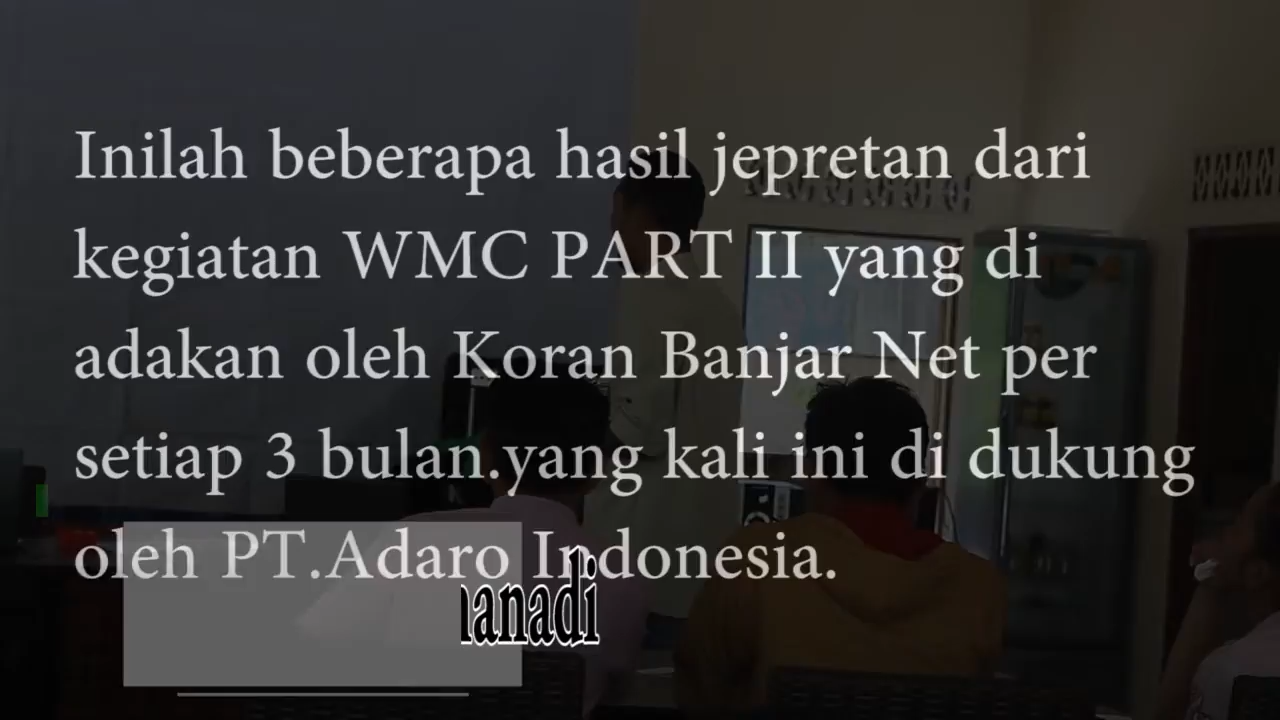 Inilah beberapa hasil jepretan dari
kegiatan WMC PART II yang di
adakan oleh Koran Banjar Net per
setiap 3 bulan.yang kali ini di dukung
oleh PT.Adaro Indonesia.